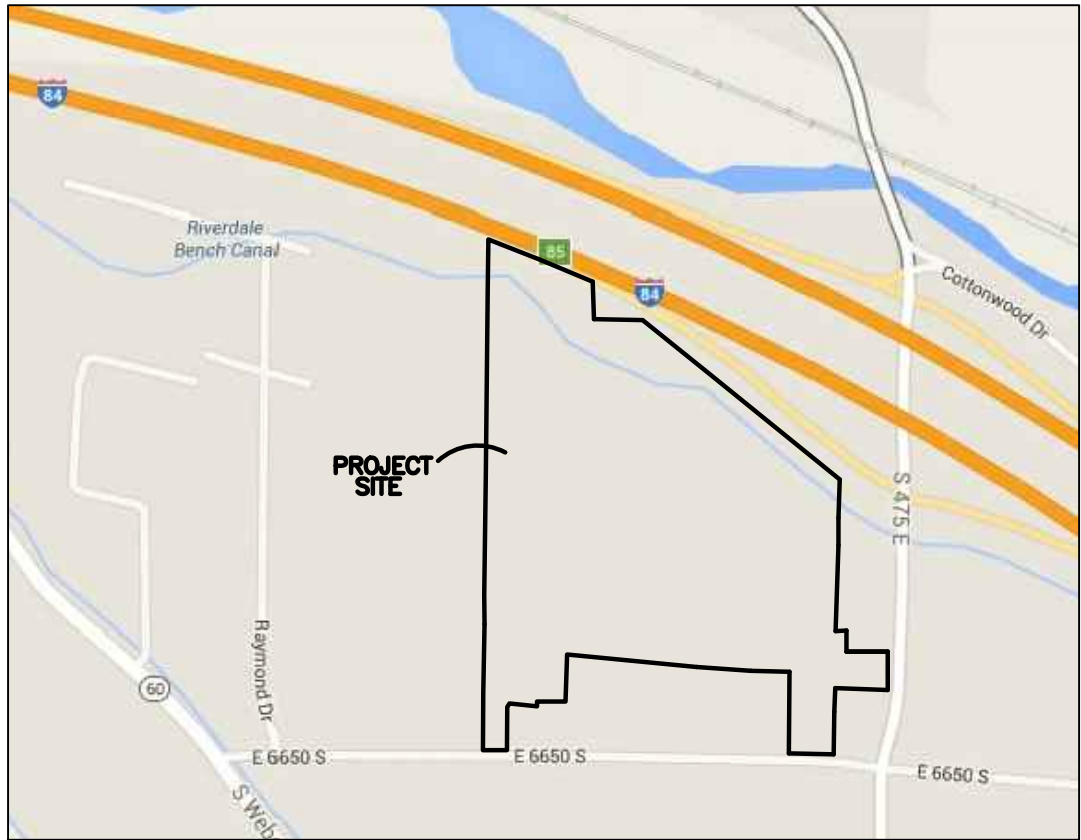 84
Riverdale
Bench Canal
85
84
Cottonwood Dr
PROJECT
SITE
S 475 E
Raymond Dr
60
E 6650 S
E 6650 S
E 6650 S
S Web